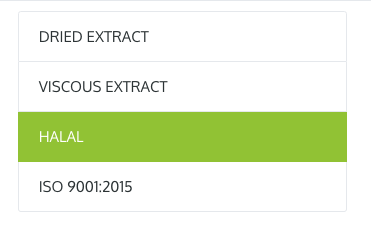 DRIED EXTRACT
VISCOUS EXTRACT
HALAL
ISO 9001:2015